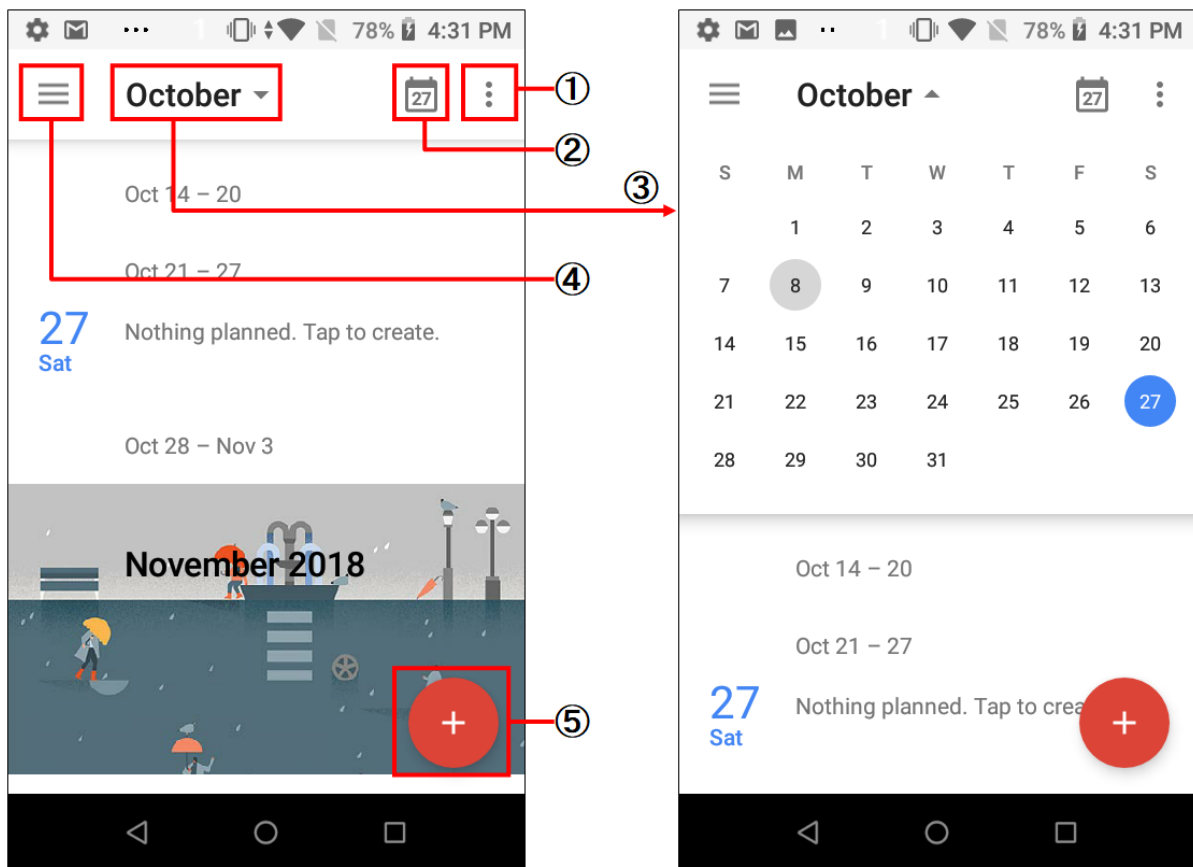 78% 4:31 PM
October
27
①
②
③
④
⑤
Oct 14 – 20
Oct 21 – 27
27
Sat
Nothing planned. Tap to create.
Oct 28 – Nov 3
November 2018
+
78% 4:31 PM
October
27
S M T W T F S
1 2 3 4 5 6
7 8 9 10 11 12 13
14 15 16 17 18 19 20
21 22 23 24 25 26 27
28 29 30 31
Oct 14 – 20
Oct 21 – 27
27
Sat
Nothing planned. Tap to crea
+